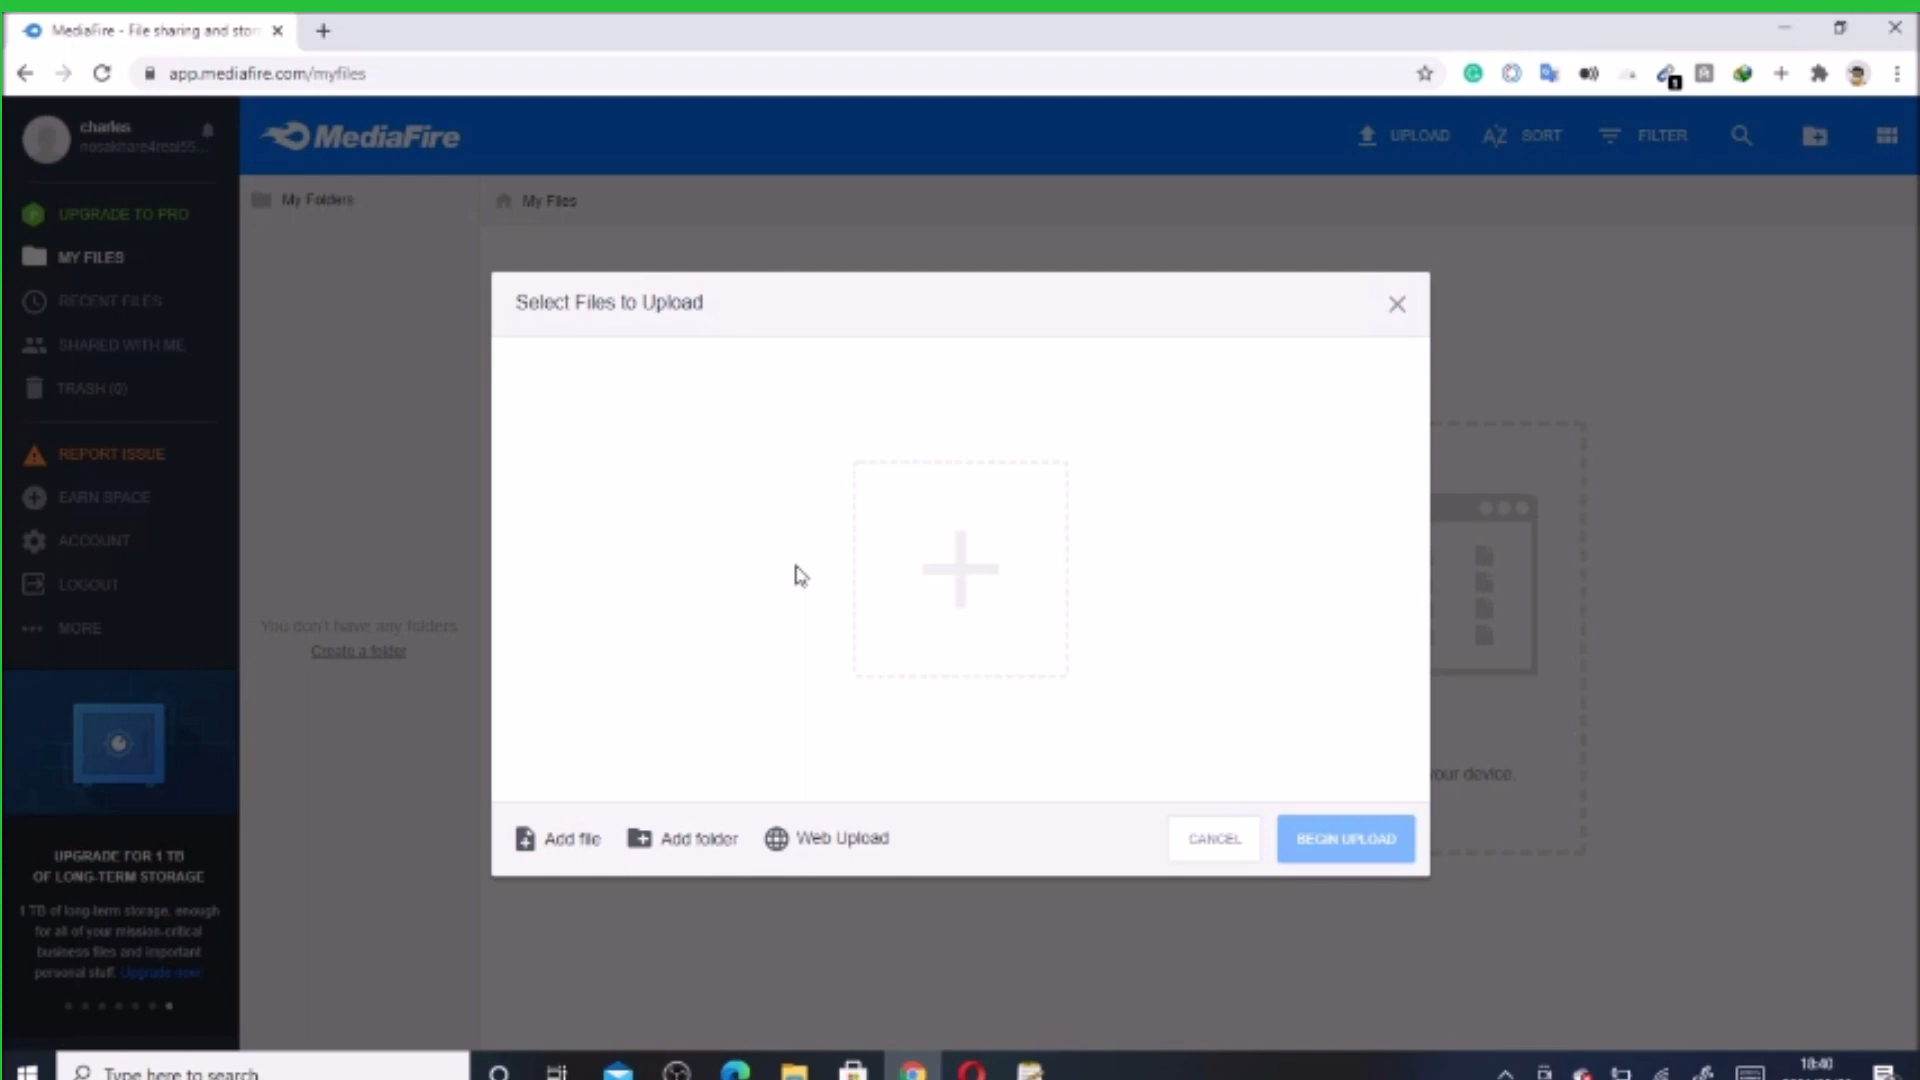 MediaFire - File sharing and stor
app.mediafire.com/myfiles
charles
MediaFire
UPLOAD
SORT
FILTER
My Folders
My Files
UPGRADE TO PRO
MY FILES
RECENT FILES
SHARED WITH ME
TRASH (0)
REPORT ISSUE
EARN SPACE
ACCOUNT
LOGOUT
MORE
Select Files to Upload
You don't have any folders
Create a folder
your device.
Add file
Add folder
Web Upload
CANCEL
BEGIN UPLOAD
UPGRADE FOR 1 TB
OF LONG-TERM STORAGE
1 TB of long-term storage, enough
for all of your mission-critical
business files and important
personal stuff. Upgrade now!
Type here to search
18:40